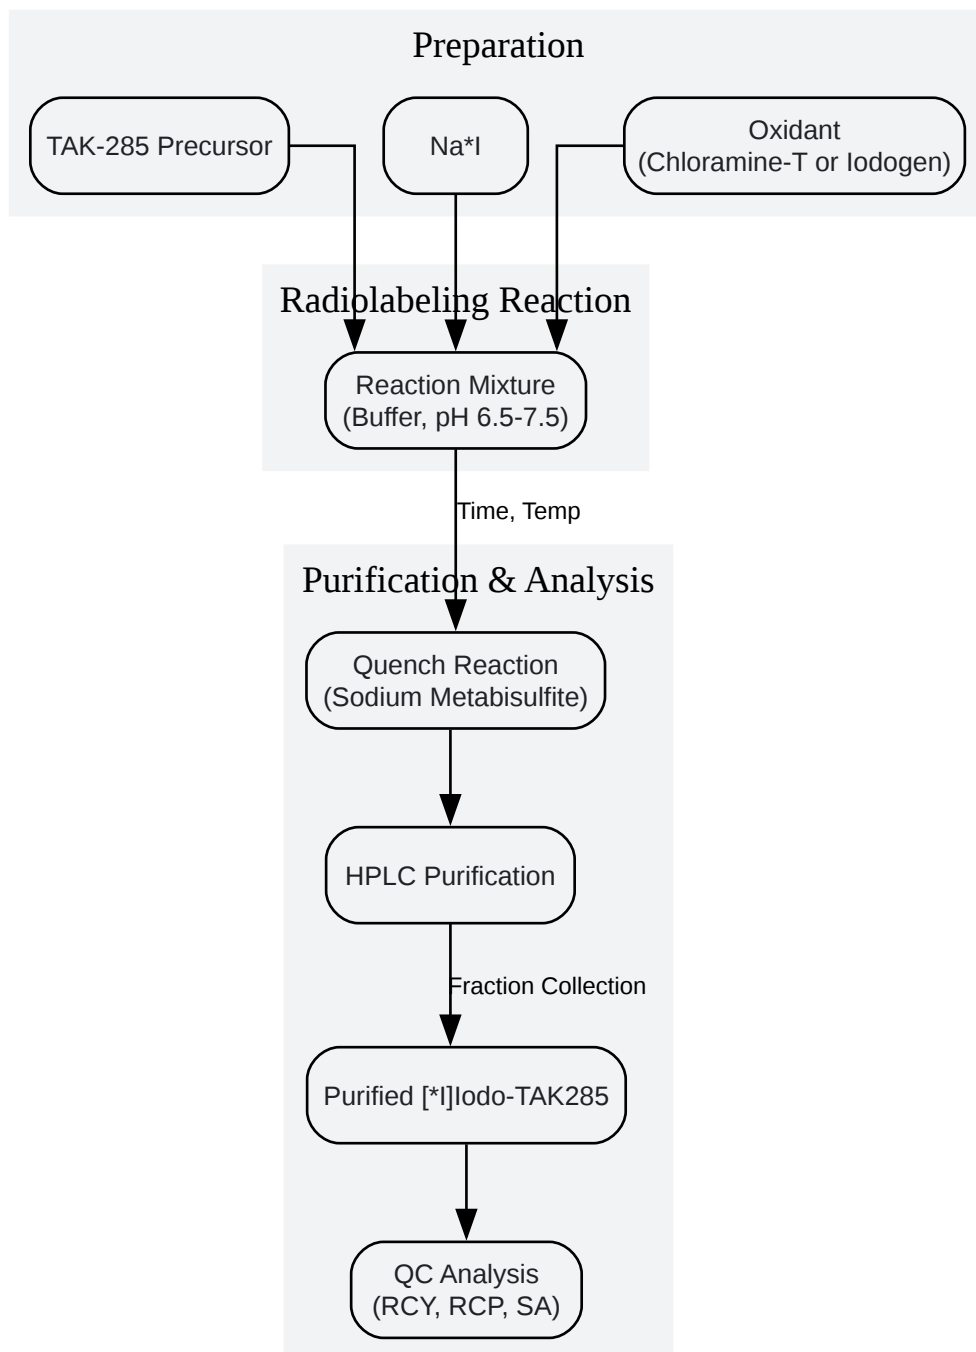 Preparation
TAK-285 Precursor
Na*I
Oxidant
(Chloramine-T or Iodogen)
Radiolabeling Reaction
Reaction Mixture
(Buffer, pH 6.5-7.5)
Time, Temp
Purification & Analysis
Quench Reaction
(Sodium Metabisulfite)
HPLC Purification
Fraction Collection
Purified [*I]Iodo-TAK285
QC Analysis
(RCY, RCP, SA)